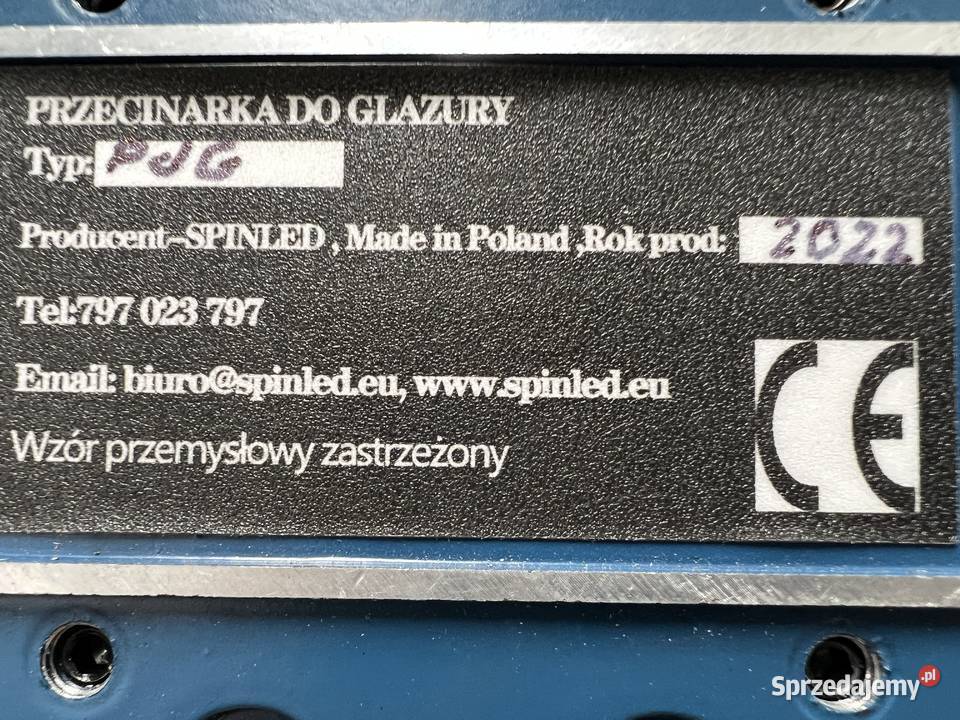 PRZECINARKA DO GLAZURY
Typ: PJG
Producent-SPINLED , Made in Poland ,Rok prod: 2022
Tel:797 023 797
Email: biuro@spinled.eu, www.spinled.eu
Wzór przemysłowy zastrzeżony
CE
Sprzedajemy.pl